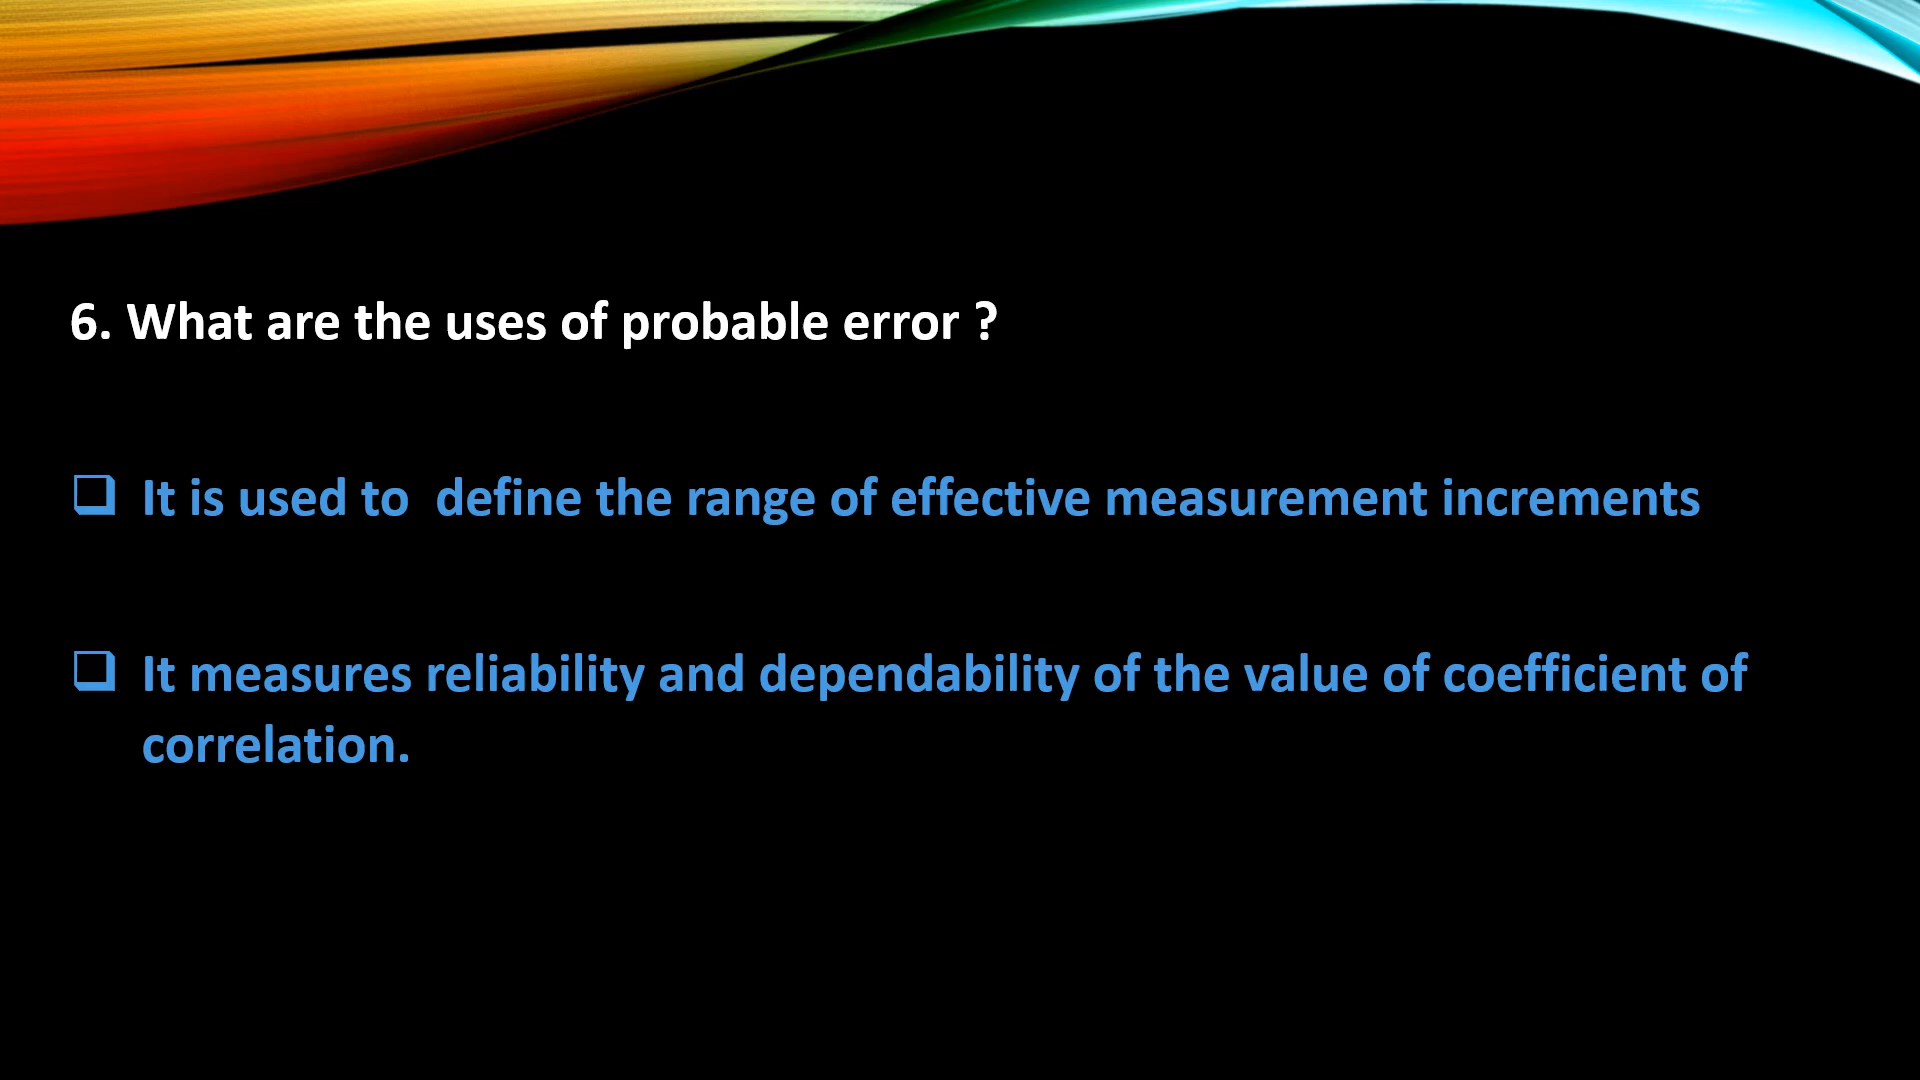 6. What are the uses of probable error ?
❑ It is used to  define the range of effective measurement increments
❑ It measures reliability and dependability of the value of coefficient of
correlation.